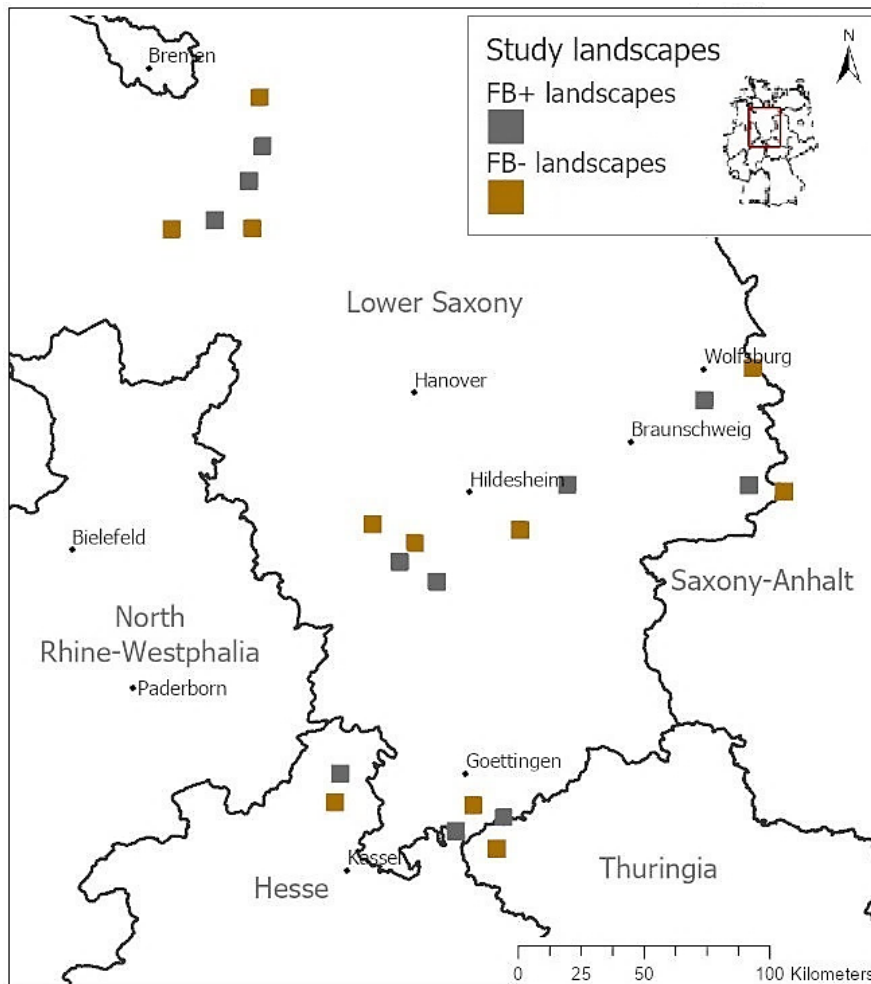 Bremen
Study landscapes
N
FB+ landscapes
FB- landscapes
Lower Saxony
Wolfsburg
Hanover
Braunschweig
Hildesheim
Bielefeld
Saxony-Anhalt
North
Rhine-Westphalia
Paderborn
Goettingen
Kassel
Thuringia
Hesse
0 25 50 100 Kilometers